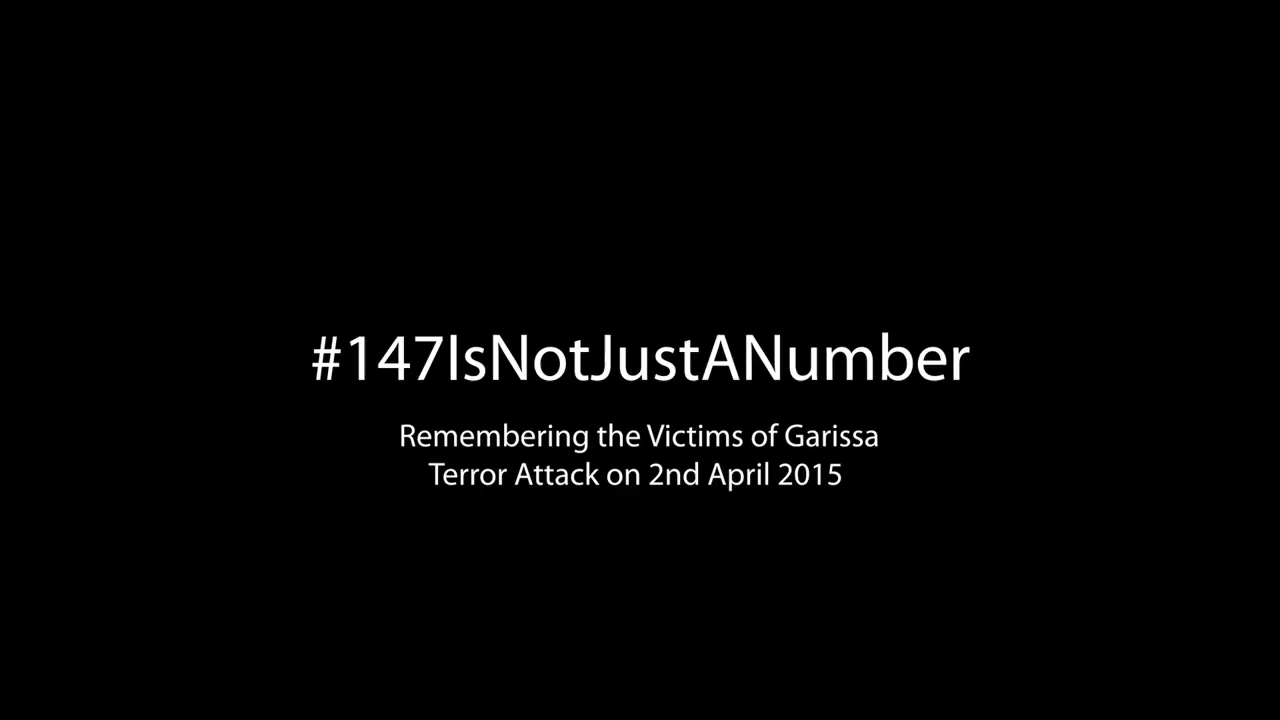 #147IsNotJustANumber
Remembering the Victims of Garissa
Terror Attack on 2nd April 2015